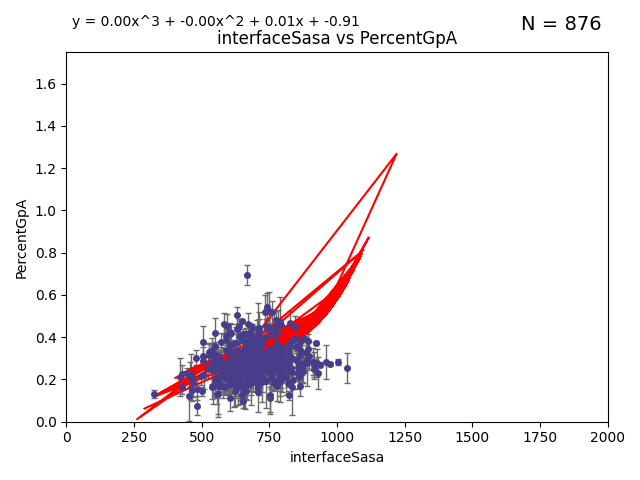 y = 0.00x^3 + -0.00x^2 + 0.01x + -0.91
N = 876
interfaceSasa vs PercentGpA
1.6
1.4
1.2
1.0
0.8
0.6
0.4
0.2
0.0
PercentGpA
0 250 500 750 1000 1250 1500 1750 2000
interfaceSasa